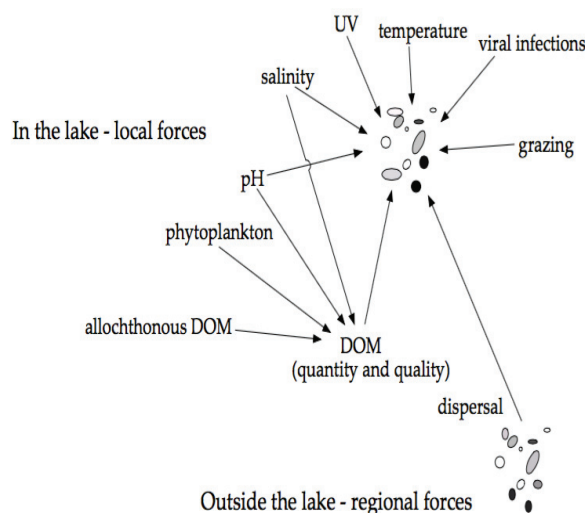 UV
temperature
viral infections
salinity
In the lake - local forces
grazing
pH
phytoplankton
allochthonous DOM
DOM
(quantity and quality)
dispersal
Outside the lake - regional forces